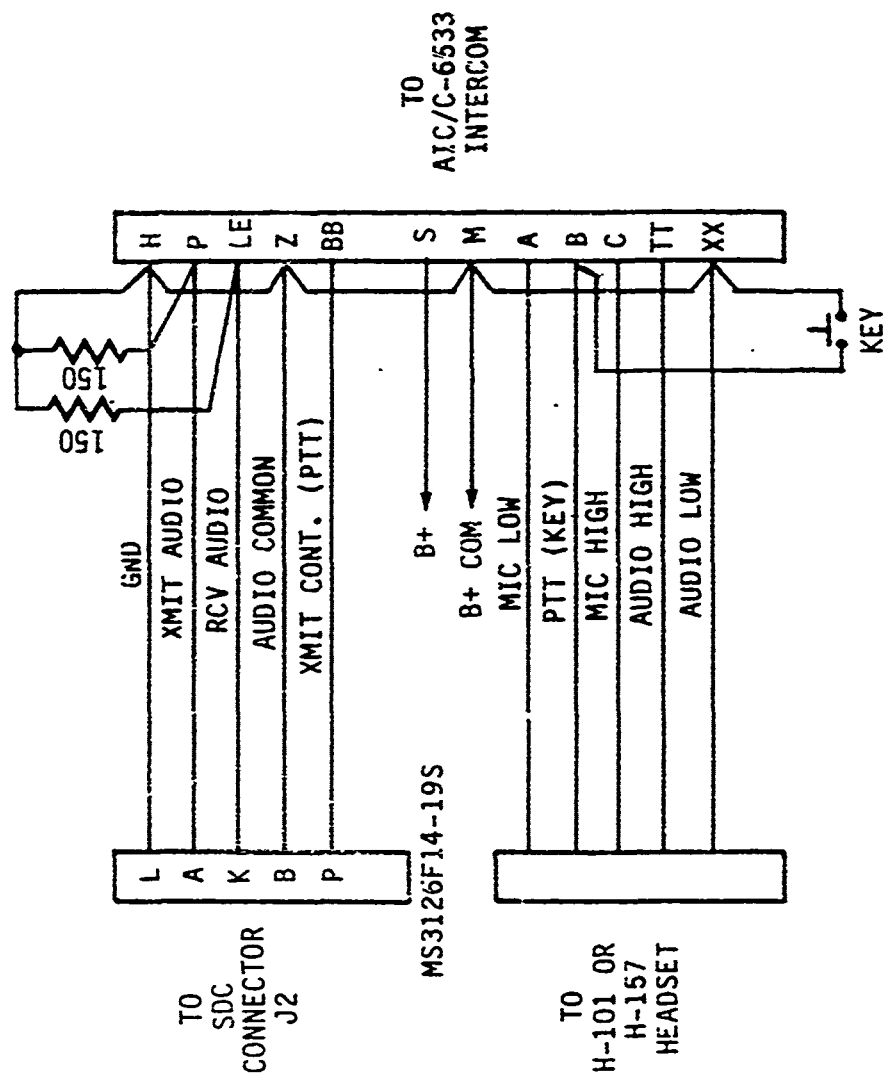 TO
SDC
CONNECTOR
J2
L
A
K
B
P
MS3126F14-19S
TO
H-101 OR
H-157
HEADSET
GND
XMIT AUDIO
RCV AUDIO
AUDIO COMMON
XMIT CONT. (PTT)
B+
B+ COM
MIC LOW
PTT (KEY)
MIC HIGH
AUDIO HIGH
AUDIO LOW
150
150
KEY
H
P
LE
Z
BB
S
M
A
B
C
TT
XX
TO
AIC/C-6533
INTERCOM